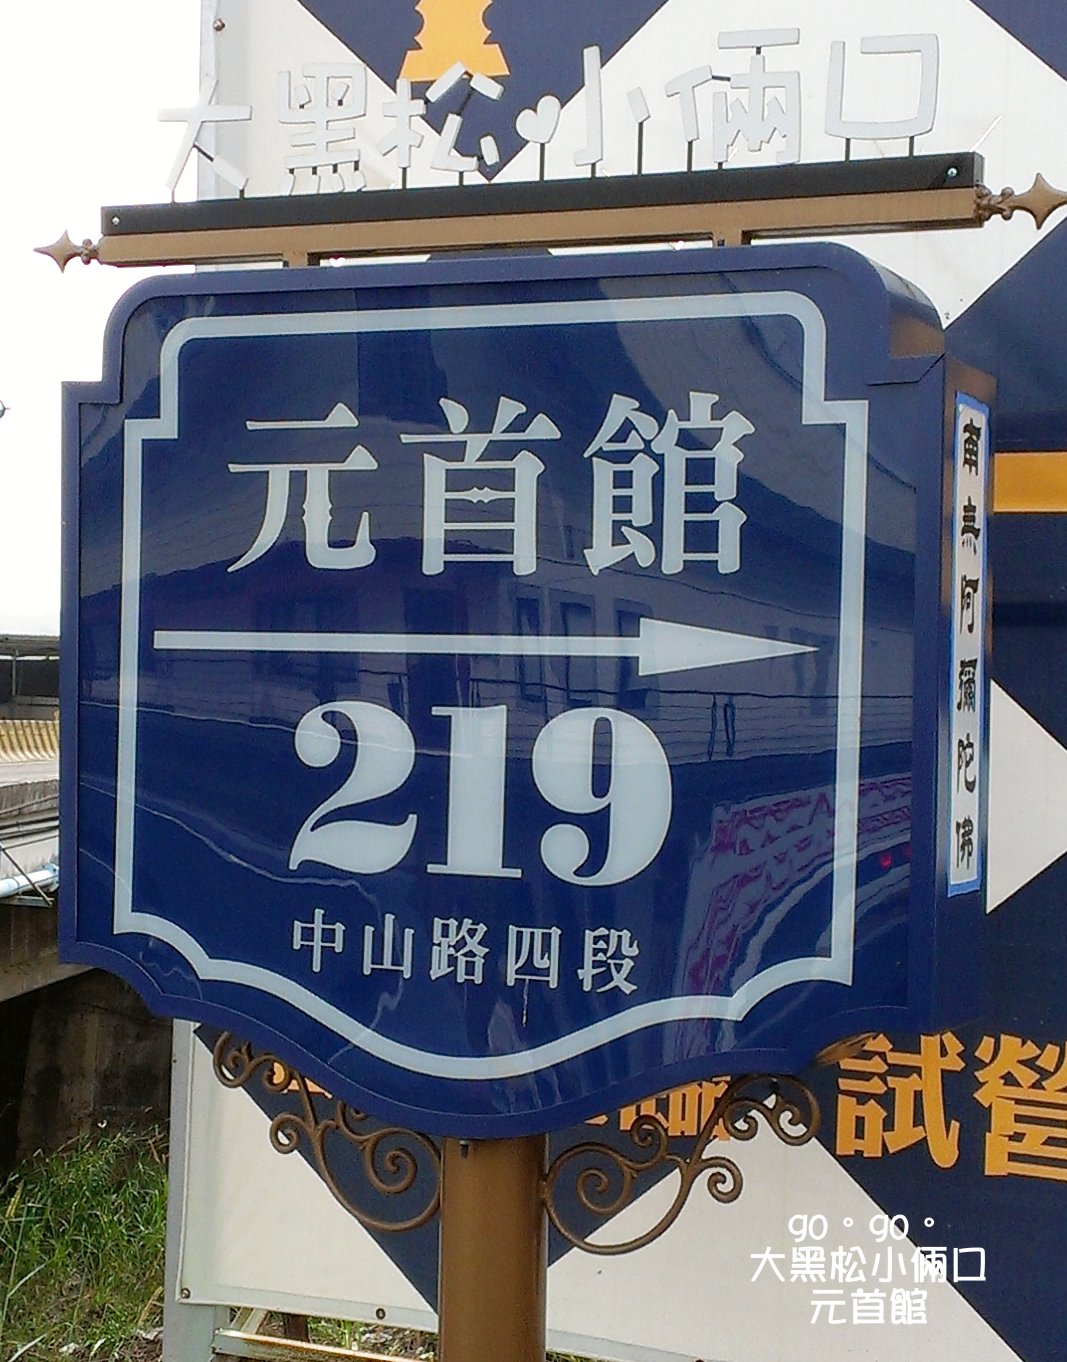 大黑松小倆口
元首館
219
中山路四段
南無阿彌陀佛
試營
go。go。
大黑松小倆口
元首館